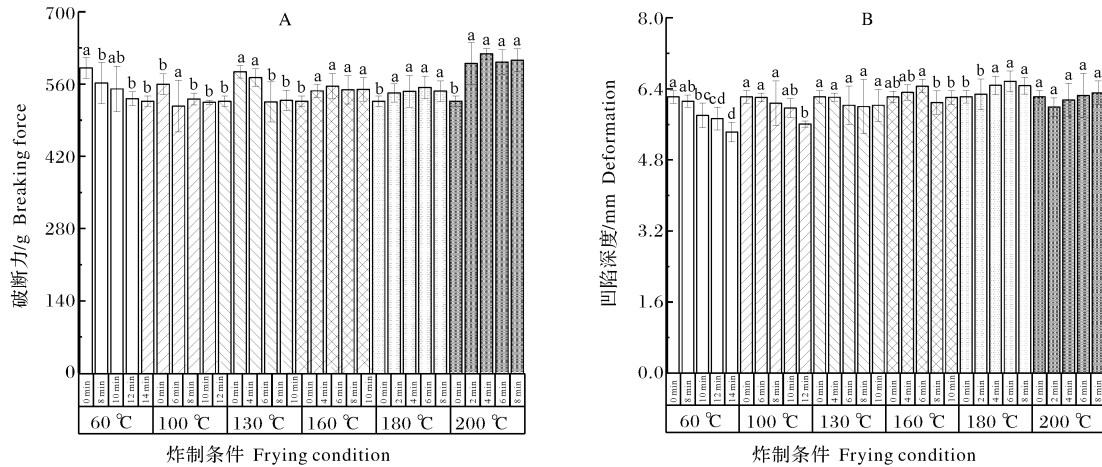 A
700
560
420
280
140
0
破断力/g Breaking force
a b ab b b b a b b b a a a b b b a a a a b a a a a b a a a a
0 min 8 min 10 min 12 min 14 min 0 min 6 min 8 min 10 min 12 min 0 min 4 min 6 min 8 min 10 min 0 min 4 min 6 min 8 min 10 min 0 min 2 min 4 min 6 min 8 min 0 min 2 min 4 min 6 min 8 min
60 ℃ 100 ℃ 130 ℃ 160 ℃ 180 ℃ 200 ℃
炸制条件 Frying condition
B
8.0
6.4
4.8
3.2
1.6
0.0
凹陷深度/mm Deformation
a ab bc cd d a a a ab b a a a a a ab ab a b b b a a a a a a a a a
0 min 8 min 10 min 12 min 14 min 0 min 6 min 8 min 10 min 12 min 0 min 4 min 6 min 8 min 10 min 0 min 4 min 6 min 8 min 10 min 0 min 2 min 4 min 6 min 8 min 0 min 2 min 4 min 6 min 8 min
60 ℃ 100 ℃ 130 ℃ 160 ℃ 180 ℃ 200 ℃
炸制条件 Frying condition